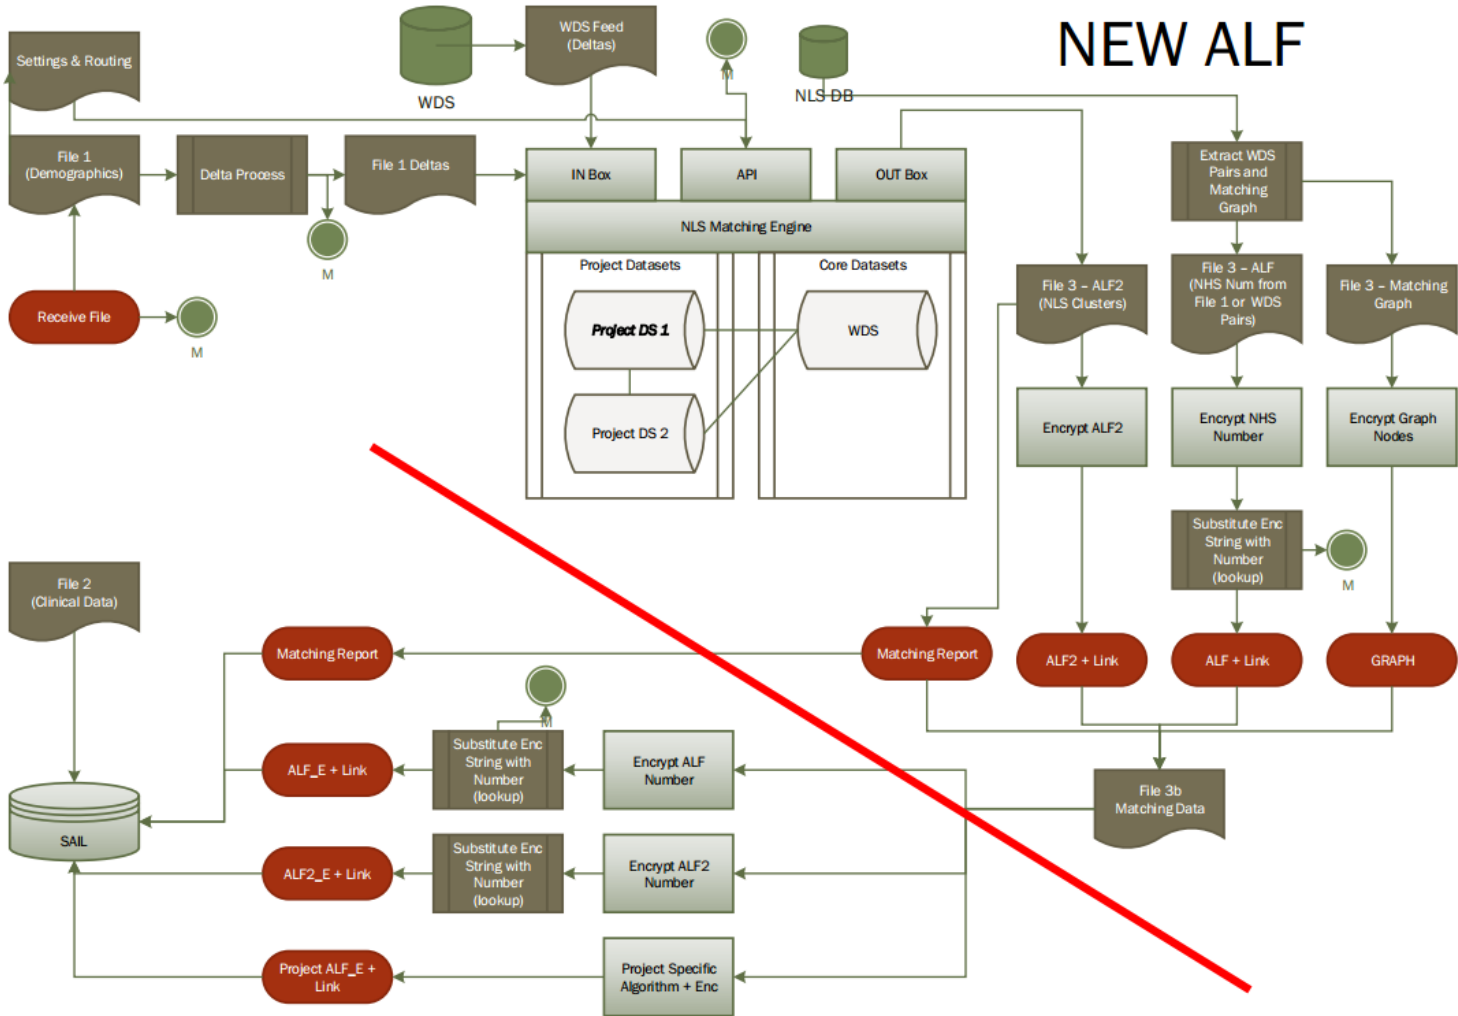 NEW ALF
Settings & Routing
WDS
WDS Feed
(Deltas)
M
NLS DB
File 1
(Demographics)
Delta Process
File 1 Deltas
IN Box
API
OUT Box
Extract WDS
Pairs and
Matching
Graph
M
NLS Matching Engine
Receive File
M
Project Datasets
Core Datasets
Project DS 1
WDS
Project DS 2
File 3 – ALF2
(NLS Clusters)
File 3 – ALF
(NHS Num from
File 1 or WDS
Pairs)
File 3 – Matching
Graph
Encrypt ALF2
Encrypt NHS
Number
Encrypt Graph
Nodes
Substitute Enc
String with
Number
(lookup)
M
File 2
(Clinical Data)
Matching Report
Matching Report
ALF2 + Link
ALF + Link
GRAPH
M
ALF_E + Link
Substitute Enc
String with
Number
(lookup)
Encrypt ALF
Number
File 3b
Matching Data
SAIL
ALF2_E + Link
Substitute Enc
String with
Number
(lookup)
Encrypt ALF2
Number
Project ALF_E +
Link
Project Specific
Algorithm + Enc